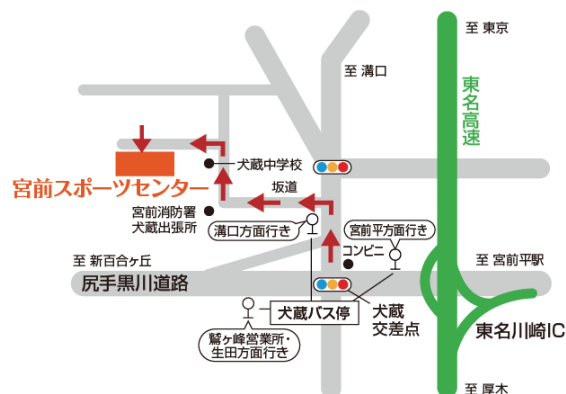 至 東京
至 溝口
東名高速
犬蔵中学校
宮前スポーツセンター
坂道
宮前消防署
犬蔵出張所
溝口方面行き
宮前平方面行き
コンビニ
至 新百合ヶ丘
至 宮前平駅
尻手黒川道路
犬蔵バス停
犬蔵
交差点
東名川崎IC
鷲ヶ峰営業所・
生田方面行き
至 厚木